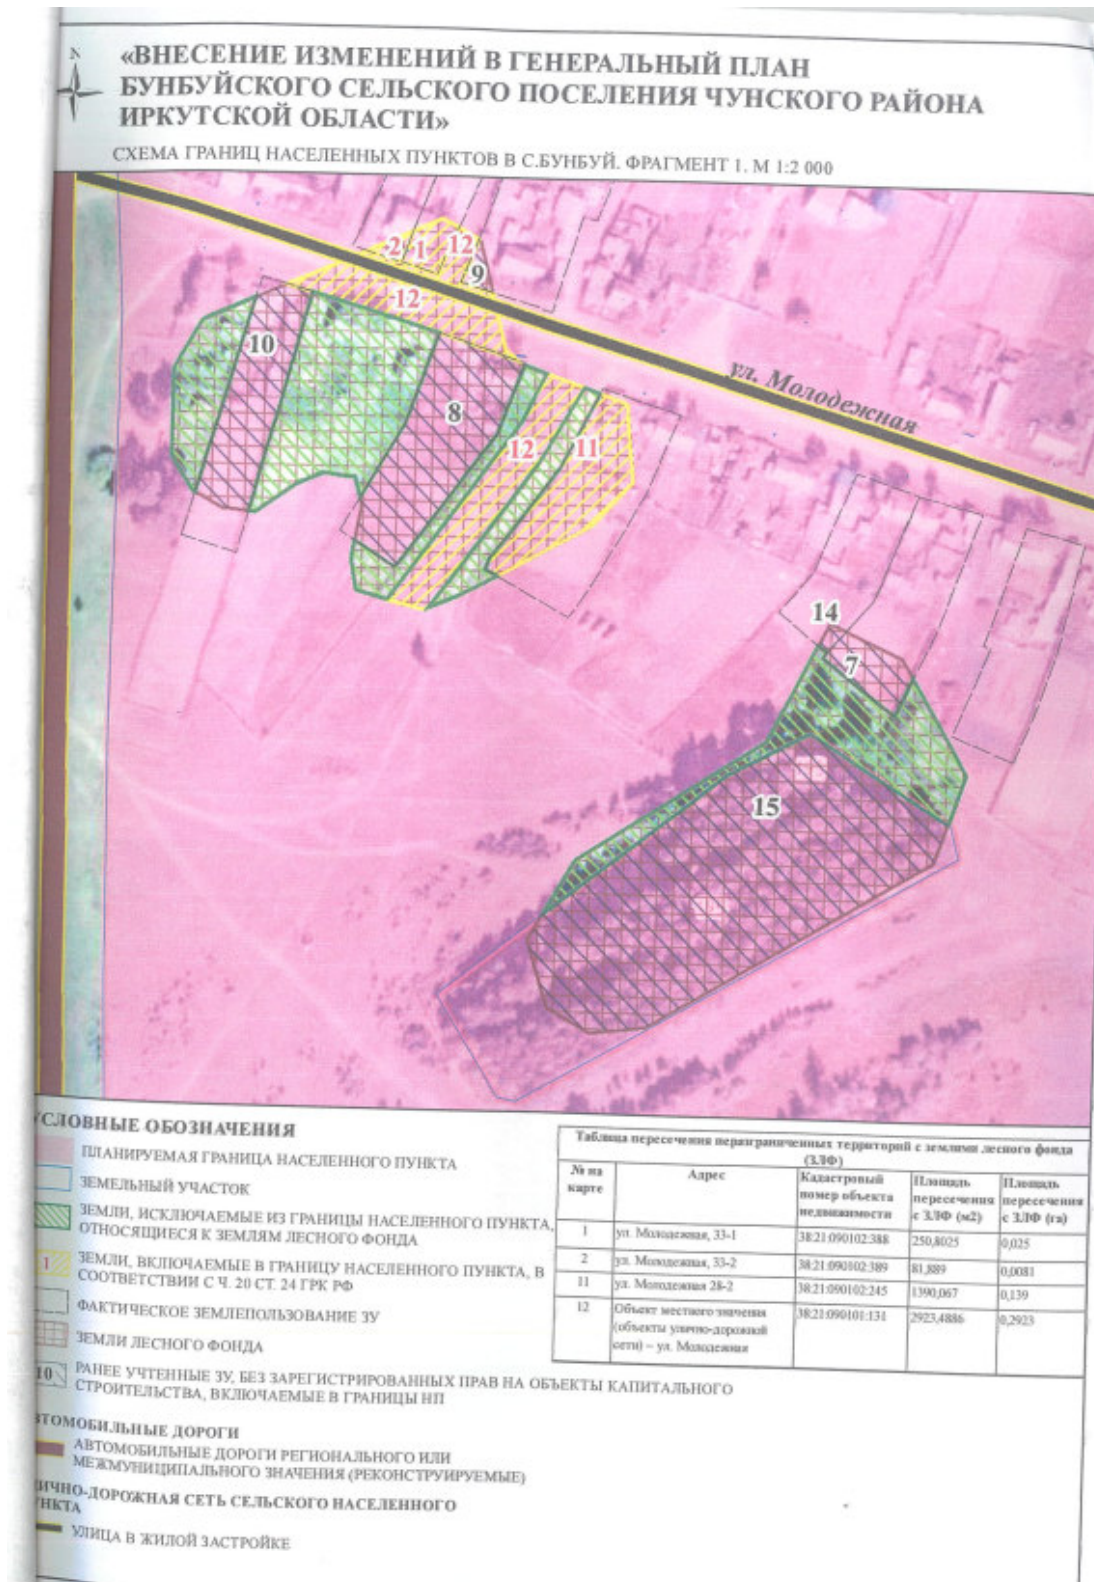 N
«ВНЕСЕНИЕ ИЗМЕНЕНИЙ В ГЕНЕРАЛЬНЫЙ ПЛАН
БУНБУЙСКОГО СЕЛЬСКОГО ПОСЕЛЕНИЯ ЧУНСКОГО РАЙОНА
ИРКУТСКОЙ ОБЛАСТИ»
СХЕМА ГРАНИЦ НАСЕЛЕННЫХ ПУНКТОВ В С.БУНБУЙ. ФРАГМЕНТ 1. М 1:2 000
2 1 12
9
12
10
ул. Молодежная
8
12 11
14
7
15
УСЛОВНЫЕ ОБОЗНАЧЕНИЯ
ПЛАНИРУЕМАЯ ГРАНИЦА НАСЕЛЕННОГО ПУНКТА
ЗЕМЕЛЬНЫЙ УЧАСТОК
ЗЕМЛИ, ИСКЛЮЧАЕМЫЕ ИЗ ГРАНИЦЫ НАСЕЛЕННОГО ПУНКТА,
ОТНОСЯЩИЕСЯ К ЗЕМЛЯМ ЛЕСНОГО ФОНДА
1 ЗЕМЛИ, ВКЛЮЧАЕМЫЕ В ГРАНИЦУ НАСЕЛЕННОГО ПУНКТА, В
СООТВЕТСТВИИ С Ч. 20 СТ. 24 ГРК РФ
ФАКТИЧЕСКОЕ ЗЕМЛЕПОЛЬЗОВАНИЕ ЗУ
ЗЕМЛИ ЛЕСНОГО ФОНДА
10 РАНЕЕ УЧТЕННЫЕ ЗУ, БЕЗ ЗАРЕГИСТРИРОВАННЫХ ПРАВ НА ОБЪЕКТЫ КАПИТАЛЬНОГО
СТРОИТЕЛЬСТВА, ВКЛЮЧАЕМЫЕ В ГРАНИЦЫ НП
ВТОМОБИЛЬНЫЕ ДОРОГИ
АВТОМОБИЛЬНЫЕ ДОРОГИ РЕГИОНАЛЬНОГО ИЛИ
МЕЖМУНИЦИПАЛЬНОГО ЗНАЧЕНИЯ (РЕКОНСТРУИРУЕМЫЕ)
ИЧНО-ДОРОЖНАЯ СЕТЬ СЕЛЬСКОГО НАСЕЛЕННОГО
УНКТА
УЛИЦА В ЖИЛОЙ ЗАСТРОЙКЕ
Таблица пересечения неразграниченных территорий с землями лесного фонда
(ЗЛФ)
№ на карте Адрес Кадастровый номер объекта недвижимости Площадь пересечения с ЗЛФ (м2) Площадь пересечения с ЗЛФ (га)
1 ул. Молодежная, 33-1 38:21:090102:388 250,8025 0,025
2 ул. Молодежная, 33-2 38:21:090102:389 81,889 0,0081
11 ул. Молодежная 28-2 38:21:090102:245 1390,067 0,139
12 Объект местного значения (объекты улично-дорожной сети) – ул. Молодежная 38:21:090101:131 2923,4886 0,2923